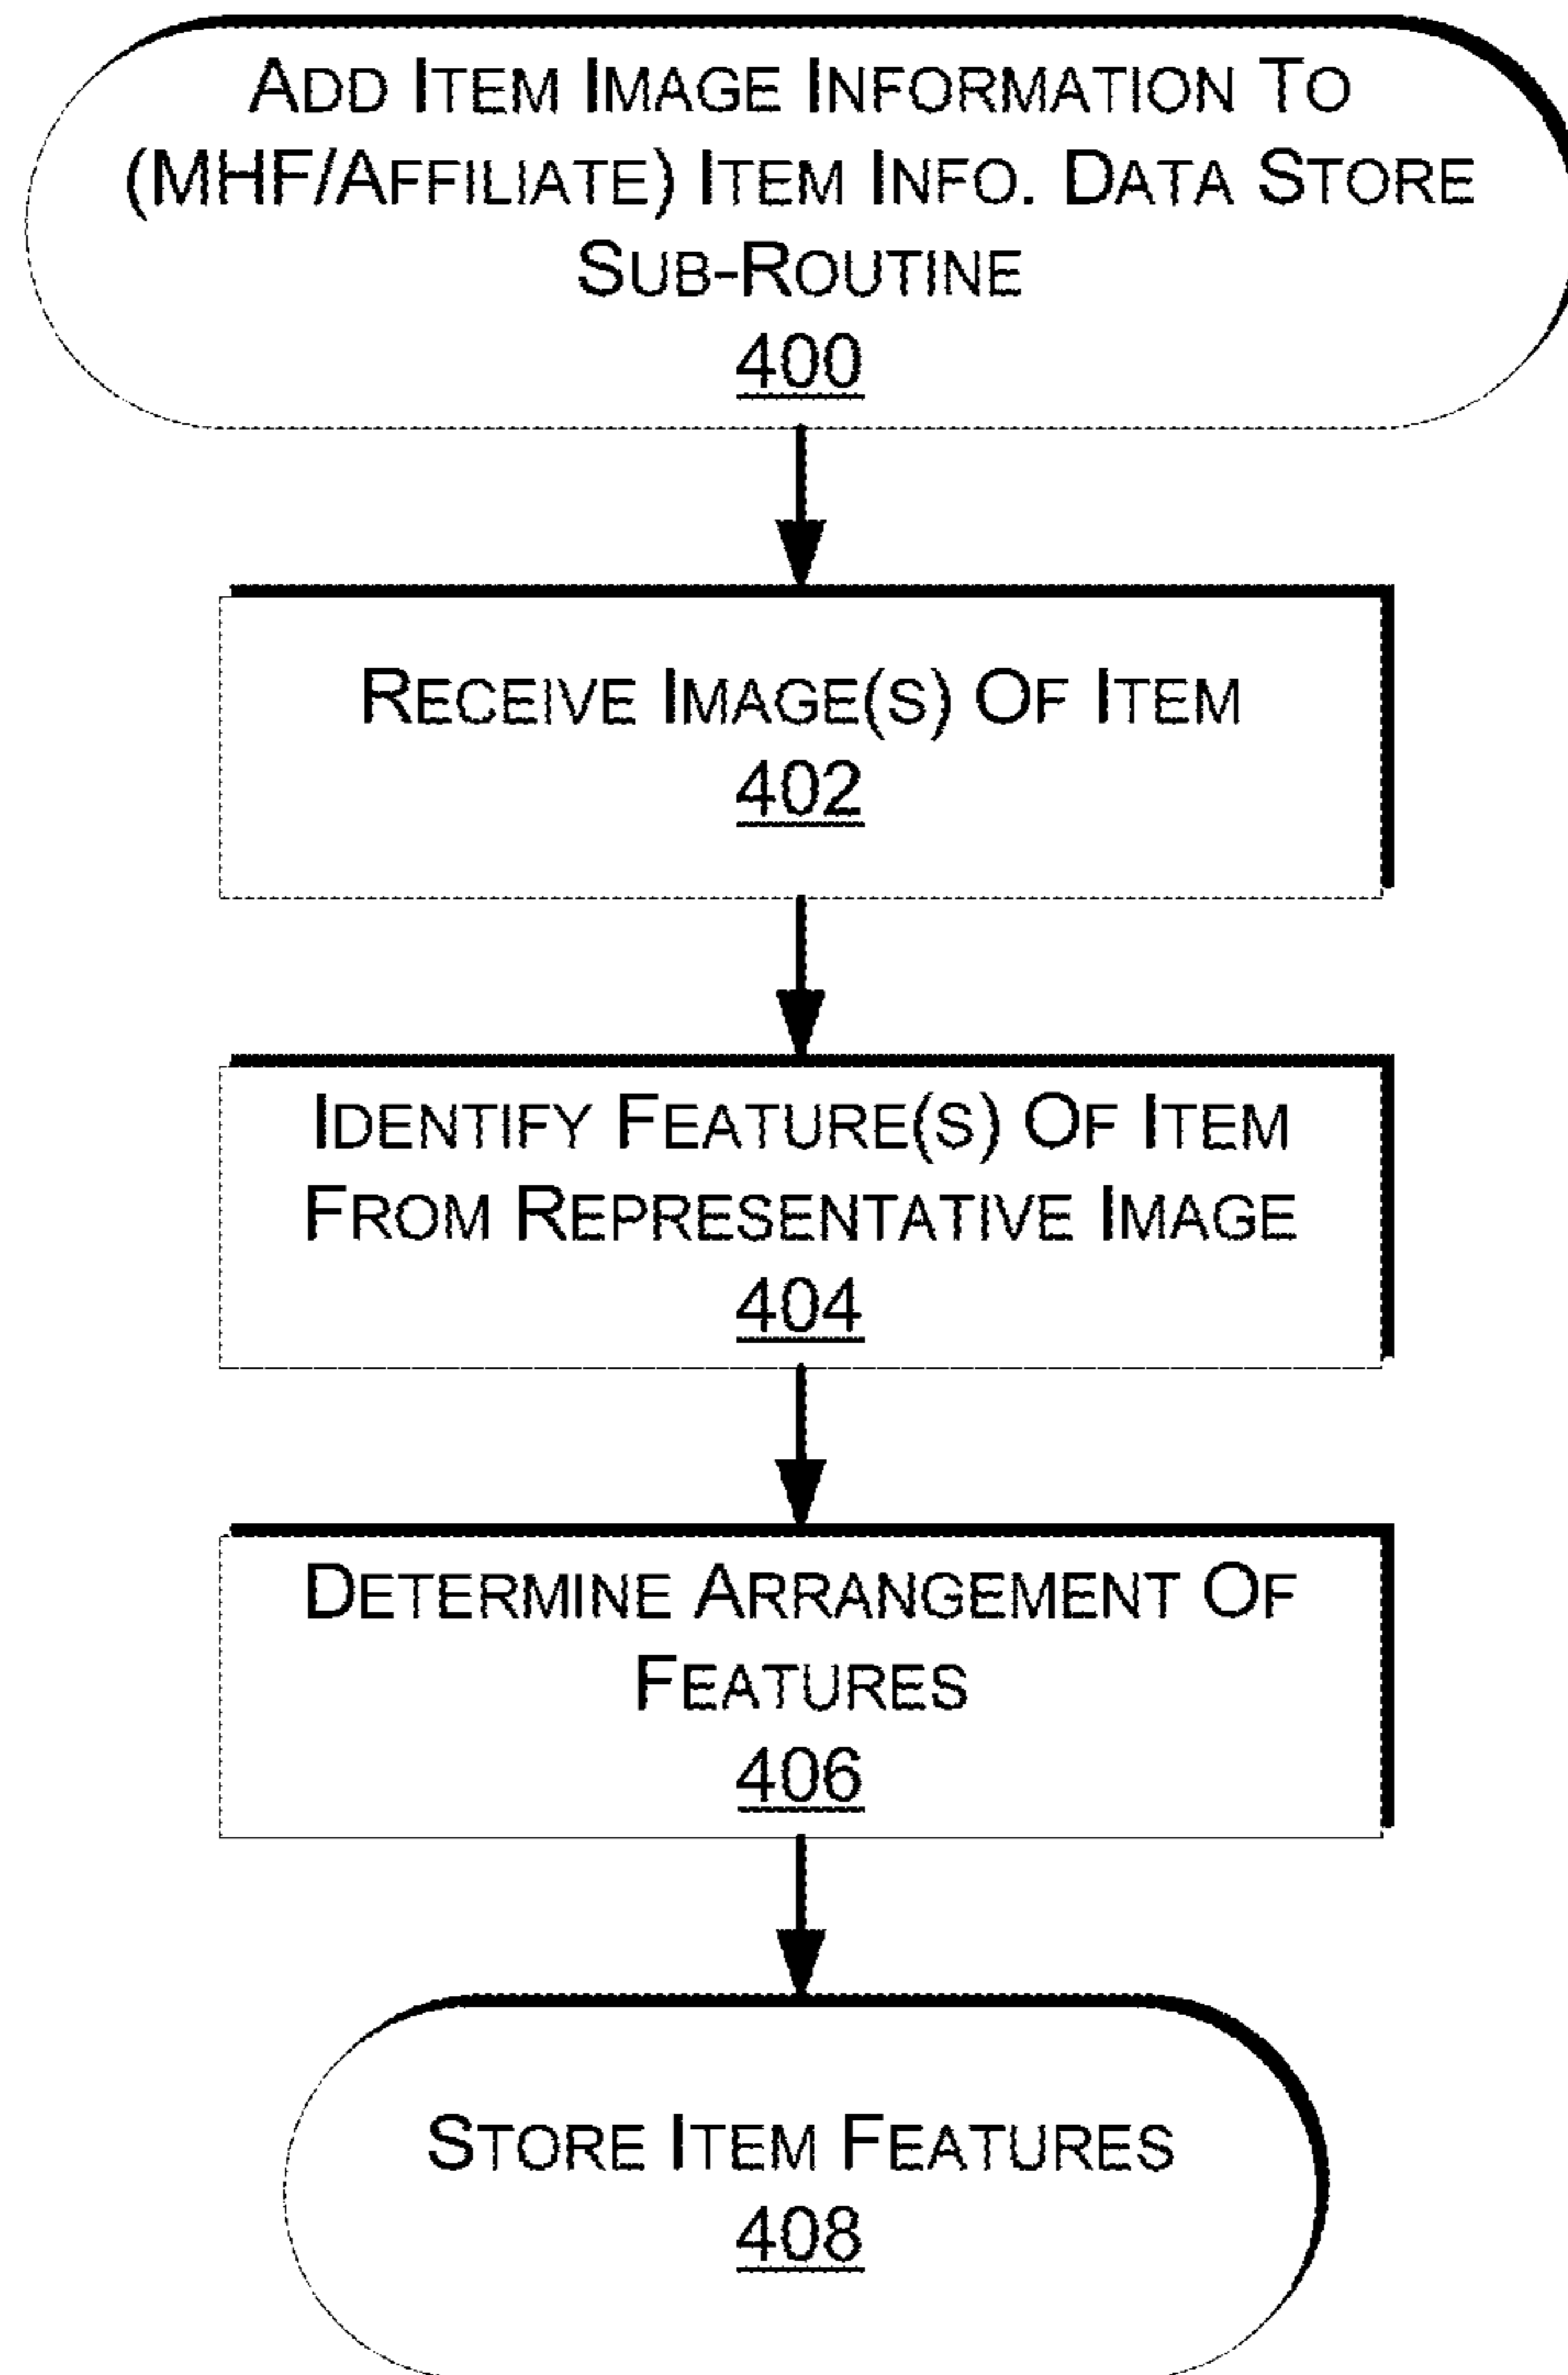 ADD ITEM IMAGE INFORMATION TO
(MHF/AFFILIATE) ITEM INFO. DATA STORE
SUB-ROUTINE
400
RECEIVE IMAGE(S) OF ITEM
402
IDENTIFY FEATURE(S) OF ITEM
FROM REPRESENTATIVE IMAGE
404
DETERMINE ARRANGEMENT OF
FEATURES
406
STORE ITEM FEATURES
408